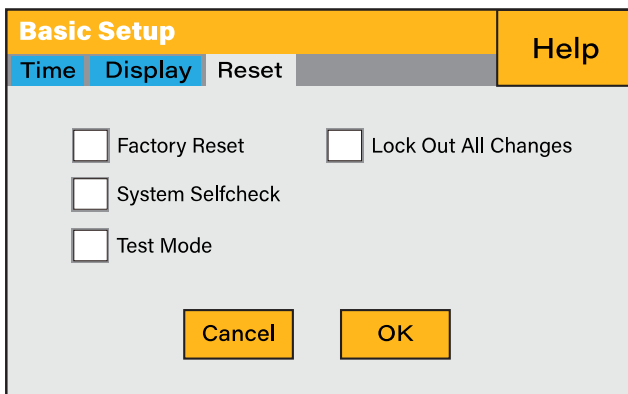 Basic Setup
Help
Time Display Reset
Factory Reset
Lock Out All Changes
System Selfcheck
Test Mode
Cancel
OK